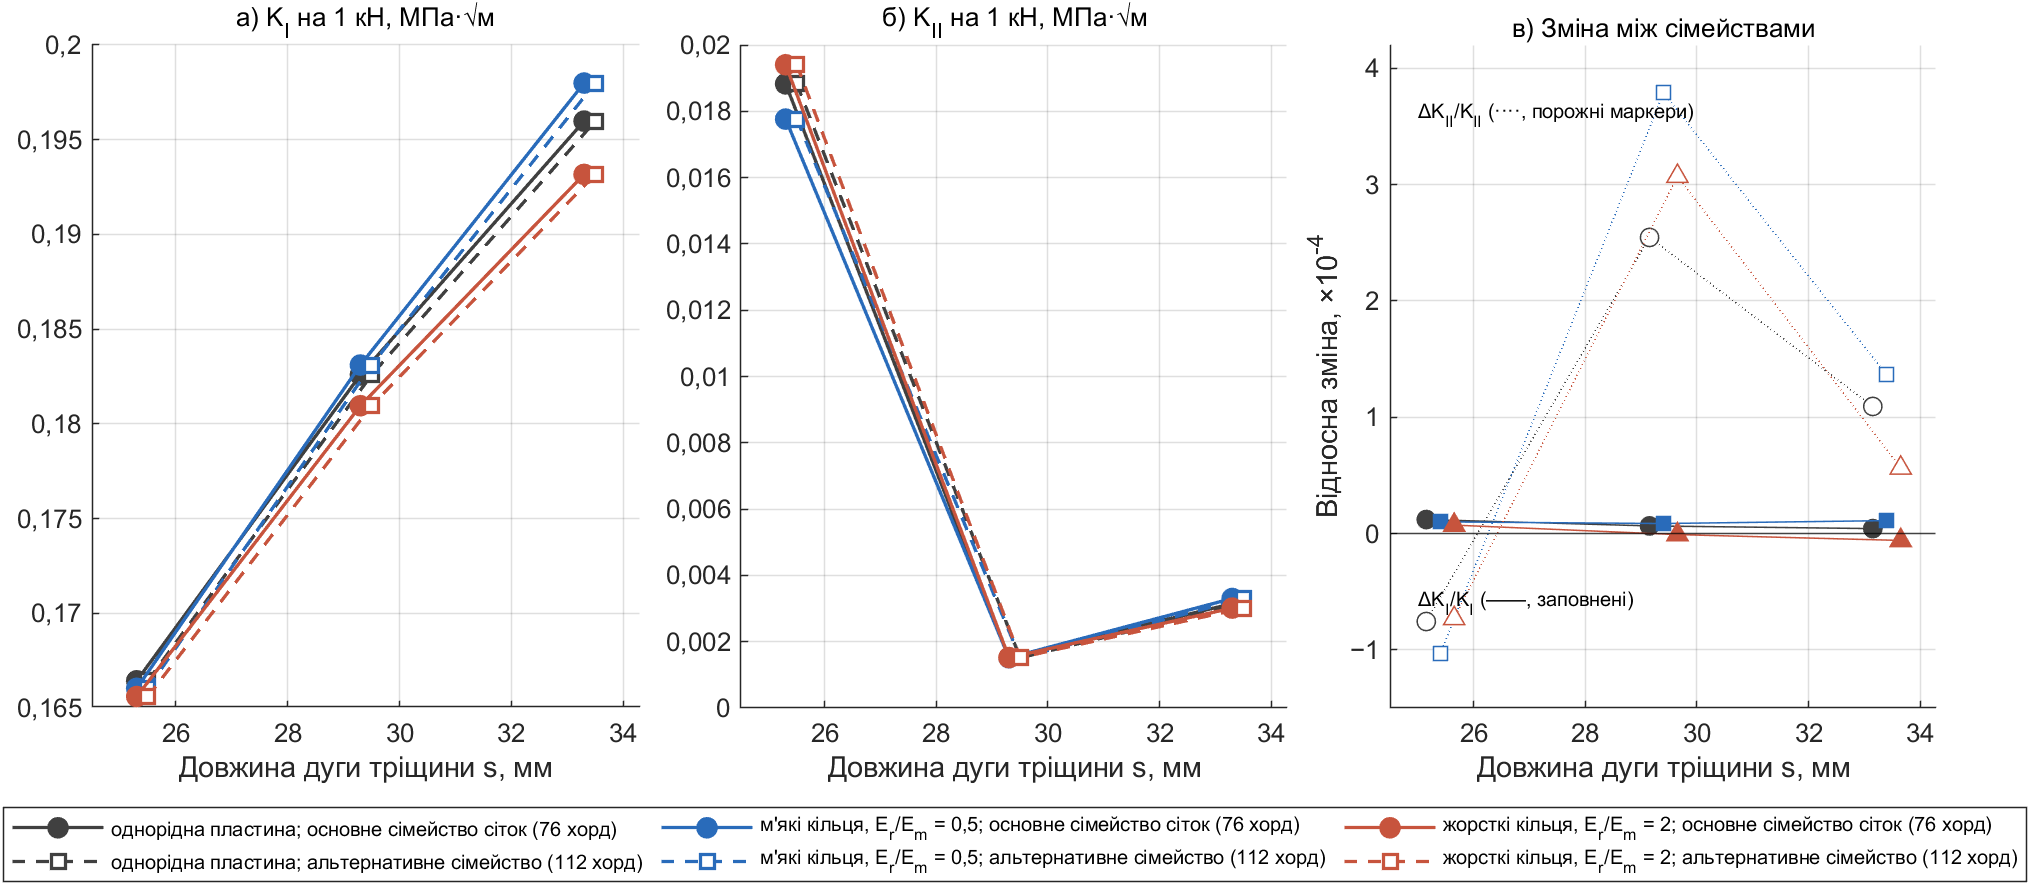 а) K_I на 1 кН, МПа·√м
0,2
0,195
0,19
0,185
0,18
0,175
0,17
0,165
26 28 30 32 34
Довжина дуги тріщини s, мм
б) K_II на 1 кН, МПа·√м
0,02
0,018
0,016
0,014
0,012
0,01
0,008
0,006
0,004
0,002
0
26 28 30 32 34
Довжина дуги тріщини s, мм
в) Зміна між сімействами
Відносна зміна, ×10^-4
4
3
2
1
0
−1
ΔK_II/K_II (····, порожні маркери)
ΔK_I/K_I (——, заповнені)
26 28 30 32 34
Довжина дуги тріщини s, мм
однорідна пластина; основне сімейство сіток (76 хорд)
однорідна пластина; альтернативне сімейство (112 хорд)
м'які кільця, E_r/E_m = 0,5; основне сімейство сіток (76 хорд)
м'які кільця, E_r/E_m = 0,5; альтернативне сімейство (112 хорд)
жорсткі кільця, E_r/E_m = 2; основне сімейство сіток (76 хорд)
жорсткі кільця, E_r/E_m = 2; альтернативне сімейство (112 хорд)